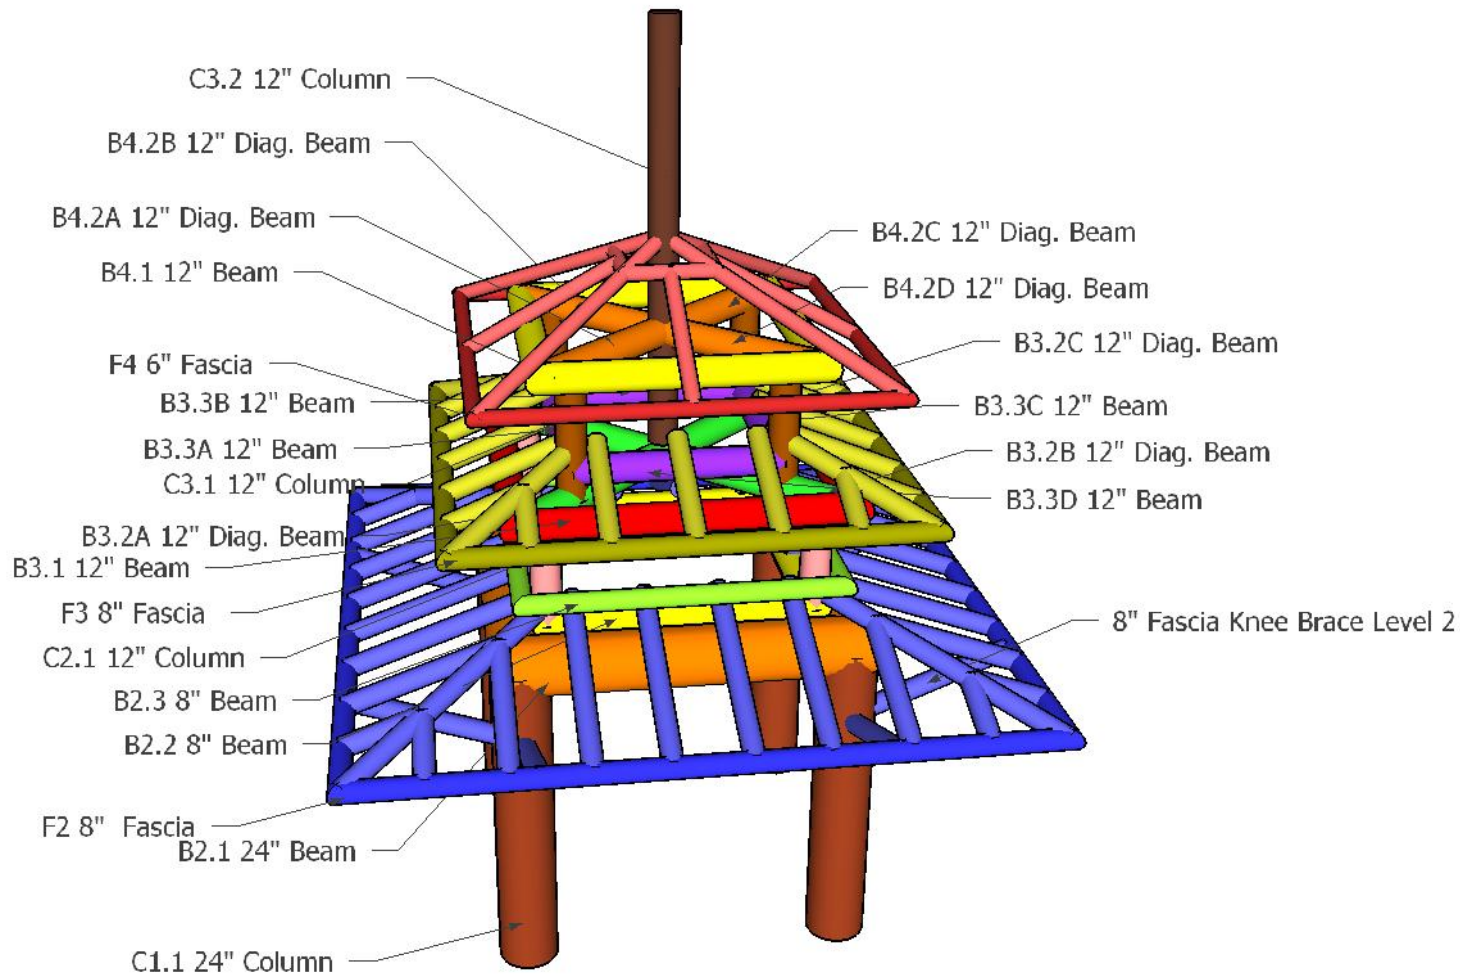 C3.2 12" Column
B4.2B 12" Diag. Beam
B4.2A 12" Diag. Beam
B4.1 12" Beam
F4 6" Fascia
B3.3B 12" Beam
B3.3A 12" Beam
C3.1 12" Column
B3.2A 12" Diag. Beam
B3.1 12" Beam
F3 8" Fascia
C2.1 12" Column
B2.3 8" Beam
B2.2 8" Beam
F2 8" Fascia
B2.1 24" Beam
C1.1 24" Column
B4.2C 12" Diag. Beam
B4.2D 12" Diag. Beam
B3.2C 12" Diag. Beam
B3.3C 12" Beam
B3.2B 12" Diag. Beam
B3.3D 12" Beam
8" Fascia Knee Brace Level 2